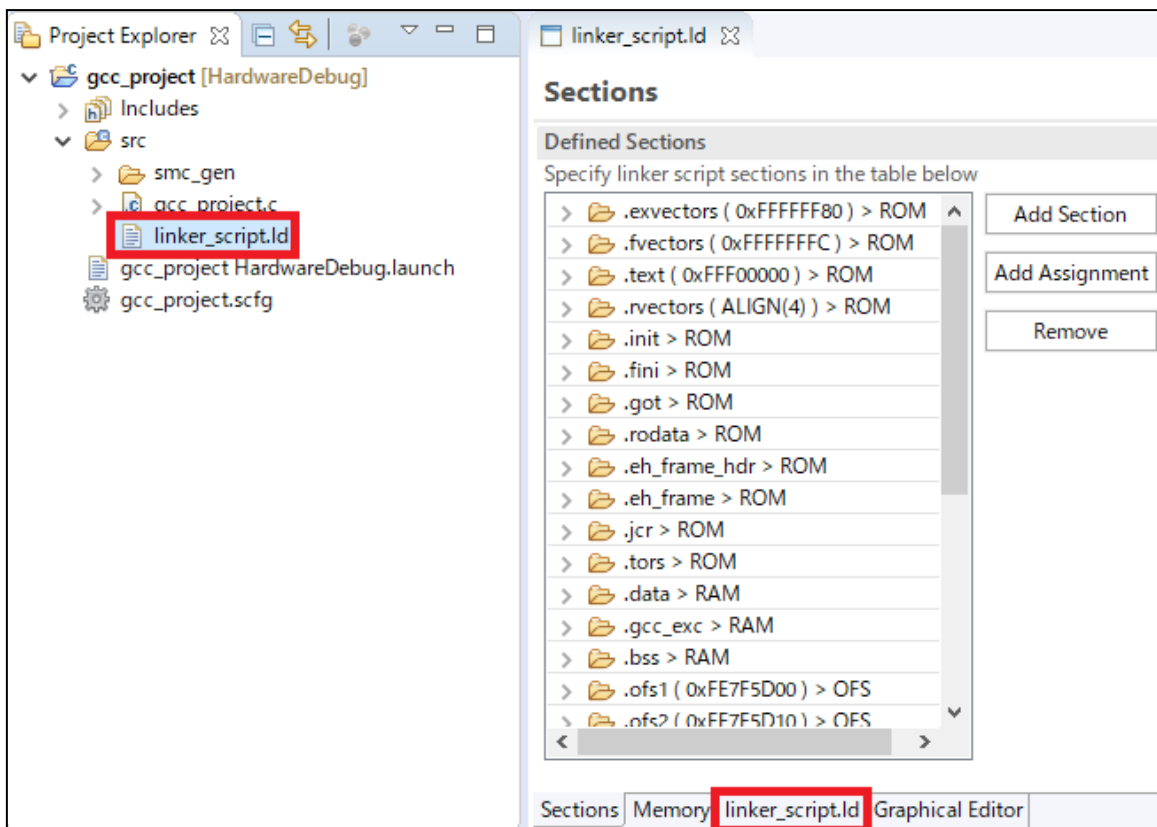 Project Explorer
gcc_project [HardwareDebug]
Includes
src
smc_gen
gcc_project.c
linker_script.ld
gcc_project HardwareDebug.launch
gcc_project.scfg
linker_script.ld
Sections
Defined Sections
Specify linker script sections in the table below
.exvectors ( 0xFFFFFF80 ) > ROM
.fvectors ( 0xFFFFFFFC ) > ROM
.text ( 0xFFF00000 ) > ROM
.rvectors ( ALIGN(4) ) > ROM
.init > ROM
.fini > ROM
.got > ROM
.rodata > ROM
.eh_frame_hdr > ROM
.eh_frame > ROM
.jcr > ROM
.tors > ROM
.data > RAM
.gcc_exc > RAM
.bss > RAM
.ofs1 ( 0xFE7F5D00 ) > OFS
.ofs2 ( 0xFE7F5D10 ) > OFS
Add Section
Add Assignment
Remove
Sections Memory linker_script.ld Graphical Editor